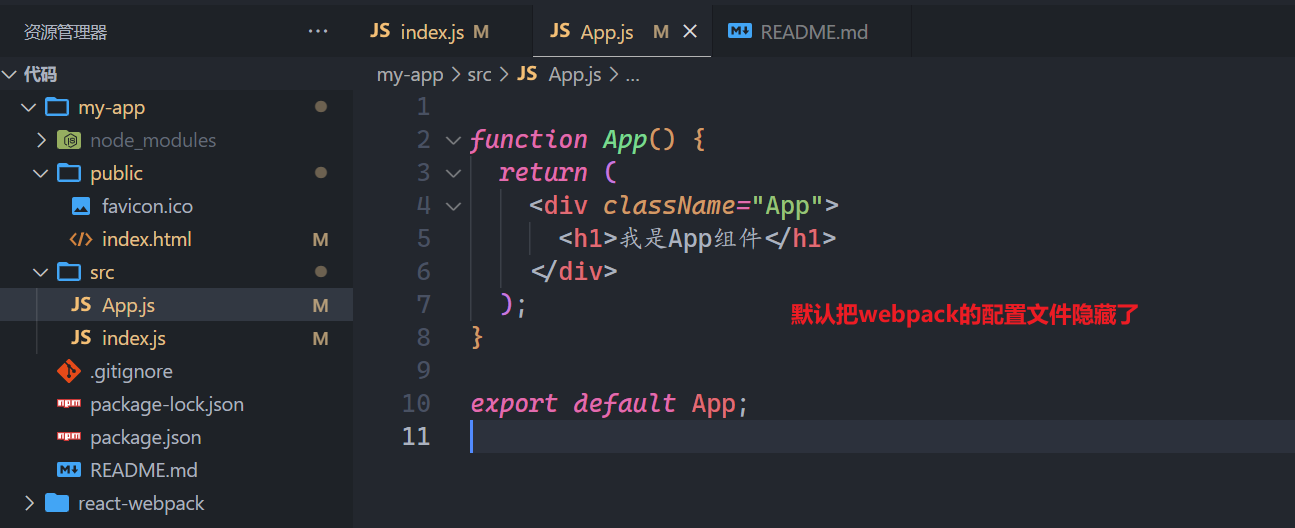 资源管理器 ···
代码
my-app
node_modules
public
favicon.ico
index.html M
src
App.js M
index.js M
.gitignore
package-lock.json
package.json
README.md
react-webpack
JS index.js M JS App.js M × README.md
my-app > src > JS App.js > ...
1
2 function App() {
3 return (
4 <div className="App">
5 <h1>我是App组件</h1>
6 </div>
7 );
8 }
9
10 export default App;
11
默认把webpack的配置文件隐藏了